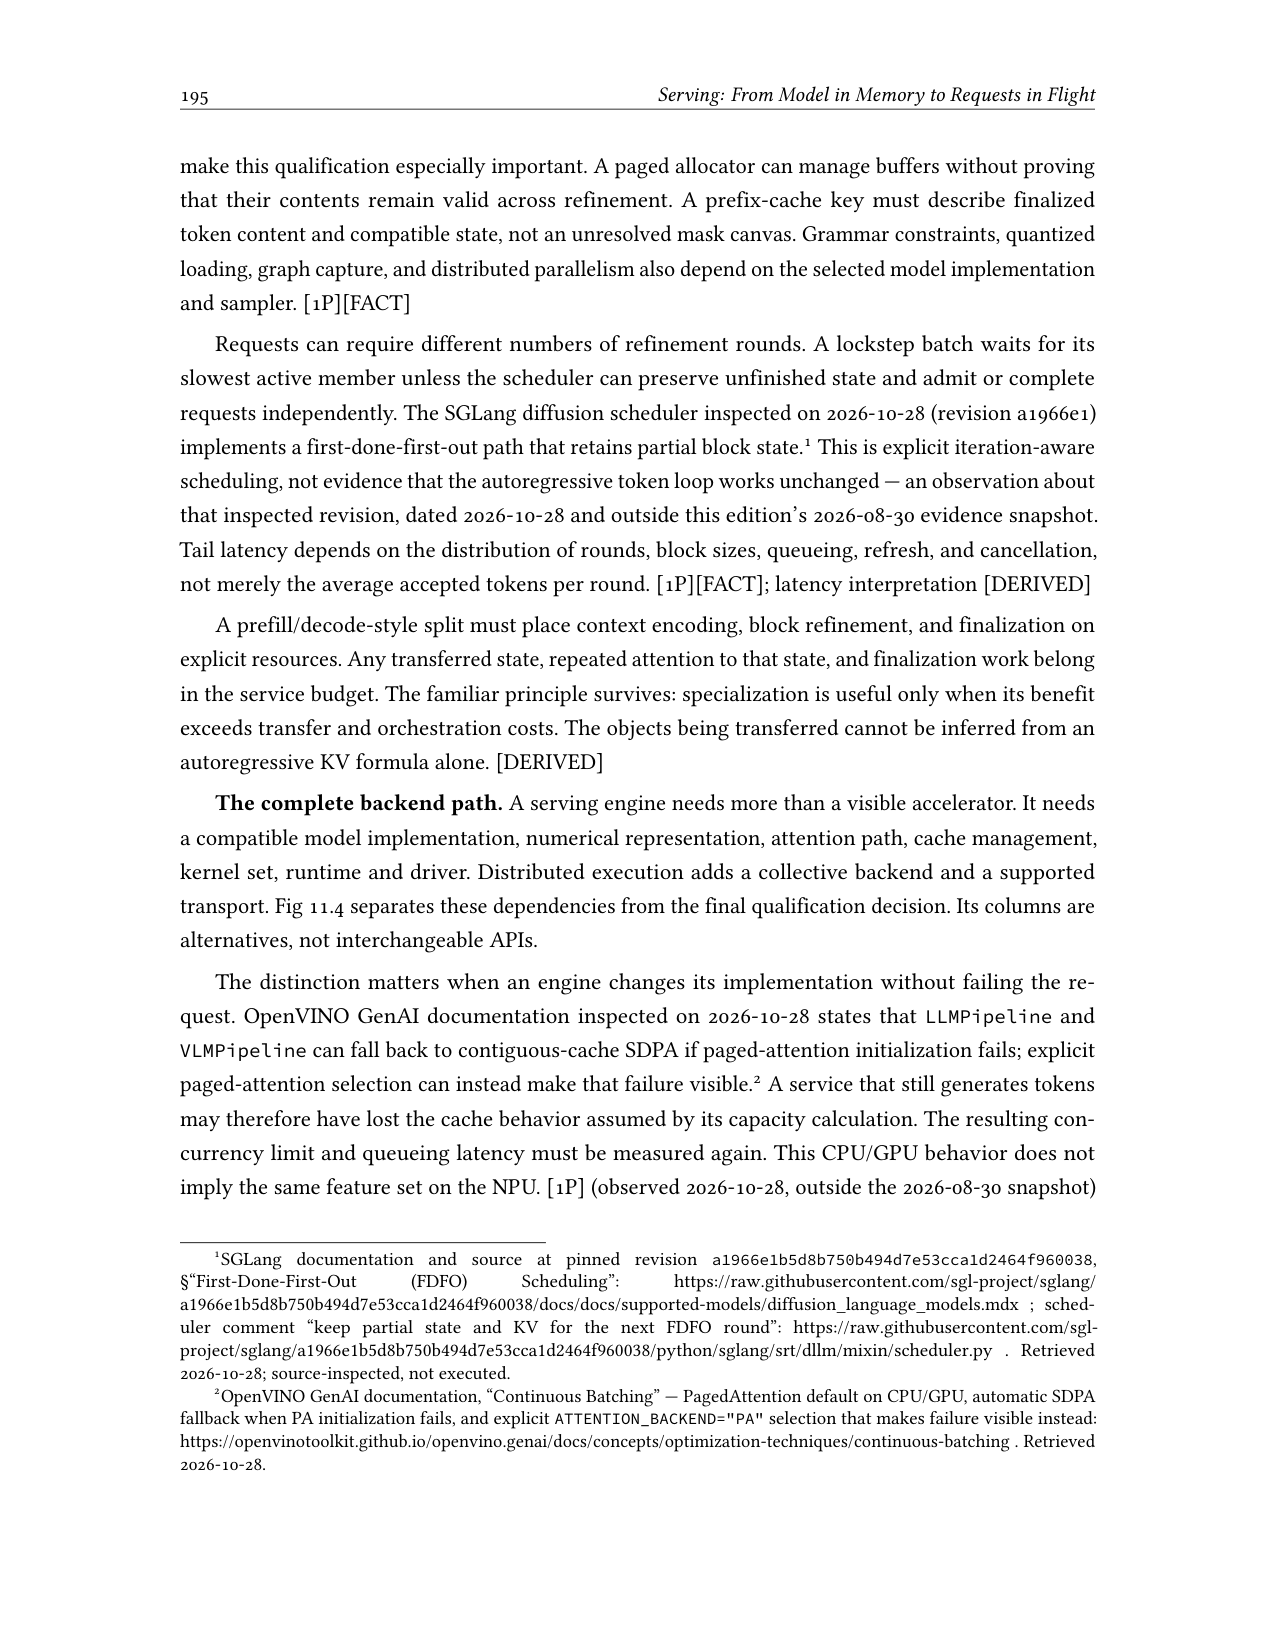 195 Serving: From Model in Memory to Requests in Flight
make this qualification especially important. A paged allocator can manage buffers without proving
that their contents remain valid across refinement. A prefix-cache key must describe finalized
token content and compatible state, not an unresolved mask canvas. Grammar constraints, quantized
loading, graph capture, and distributed parallelism also depend on the selected model implementation
and sampler. [1P][FACT]
Requests can require different numbers of refinement rounds. A lockstep batch waits for its
slowest active member unless the scheduler can preserve unfinished state and admit or complete
requests independently. The SGLang diffusion scheduler inspected on 2026-10-28 (revision a1966e1)
implements a first-done-first-out path that retains partial block state.¹ This is explicit iteration-aware
scheduling, not evidence that the autoregressive token loop works unchanged — an observation about
that inspected revision, dated 2026-10-28 and outside this edition’s 2026-08-30 evidence snapshot.
Tail latency depends on the distribution of rounds, block sizes, queueing, refresh, and cancellation,
not merely the average accepted tokens per round. [1P][FACT]; latency interpretation [DERIVED]
A prefill/decode-style split must place context encoding, block refinement, and finalization on
explicit resources. Any transferred state, repeated attention to that state, and finalization work belong
in the service budget. The familiar principle survives: specialization is useful only when its benefit
exceeds transfer and orchestration costs. The objects being transferred cannot be inferred from an
autoregressive KV formula alone. [DERIVED]
The complete backend path. A serving engine needs more than a visible accelerator. It needs
a compatible model implementation, numerical representation, attention path, cache management,
kernel set, runtime and driver. Distributed execution adds a collective backend and a supported
transport. Fig 11.4 separates these dependencies from the final qualification decision. Its columns are
alternatives, not interchangeable APIs.
The distinction matters when an engine changes its implementation without failing the re-
quest. OpenVINO GenAI documentation inspected on 2026-10-28 states that LLMPipeline and
VLMPipeline can fall back to contiguous-cache SDPA if paged-attention initialization fails; explicit
paged-attention selection can instead make that failure visible.² A service that still generates tokens
may therefore have lost the cache behavior assumed by its capacity calculation. The resulting con-
currency limit and queueing latency must be measured again. This CPU/GPU behavior does not
imply the same feature set on the NPU. [1P] (observed 2026-10-28, outside the 2026-08-30 snapshot)
¹SGLang documentation and source at pinned revision a1966e1b5d8b750b494d7e53cca1d2464f960038,
§“First-Done-First-Out (FDFO) Scheduling”: https://raw.githubusercontent.com/sgl-project/sglang/
a1966e1b5d8b750b494d7e53cca1d2464f960038/docs/docs/supported-models/diffusion_language_models.mdx ; sched-
uler comment “keep partial state and KV for the next FDFO round”: https://raw.githubusercontent.com/sgl-
project/sglang/a1966e1b5d8b750b494d7e53cca1d2464f960038/python/sglang/srt/dllm/mixin/scheduler.py . Retrieved
2026-10-28; source-inspected, not executed.
²OpenVINO GenAI documentation, “Continuous Batching” — PagedAttention default on CPU/GPU, automatic SDPA
fallback when PA initialization fails, and explicit ATTENTION_BACKEND="PA" selection that makes failure visible instead:
https://openvinotoolkit.github.io/openvino.genai/docs/concepts/optimization-techniques/continuous-batching . Retrieved
2026-10-28.